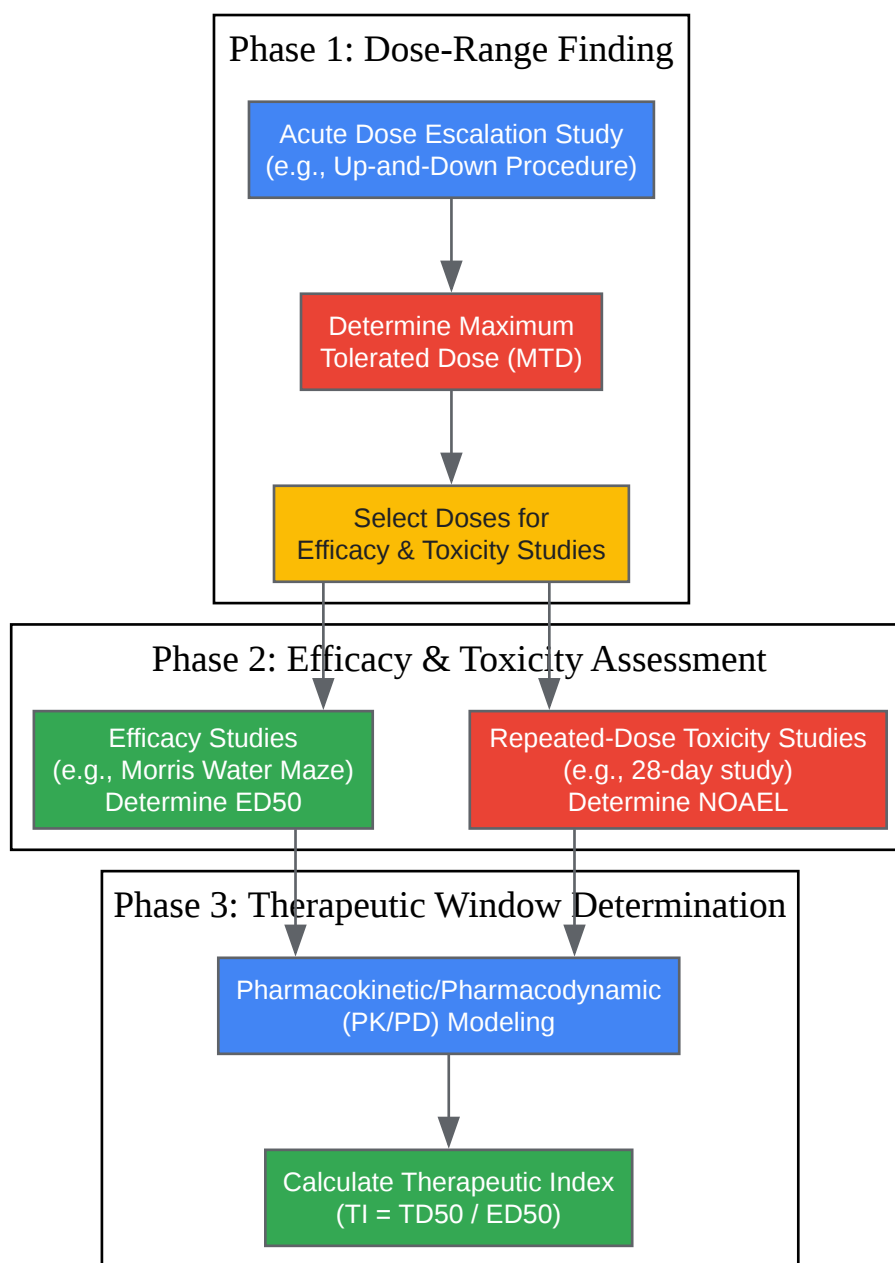 Phase 1: Dose-Range Finding
Acute Dose Escalation Study
(e.g., Up-and-Down Procedure)
Determine Maximum
Tolerated Dose (MTD)
Select Doses for
Efficacy & Toxicity Studies
Phase 2: Efficacy & Toxicity Assessment
Efficacy Studies
(e.g., Morris Water Maze)
Determine ED50
Repeated-Dose Toxicity Studies
(e.g., 28-day study)
Determine NOAEL
Phase 3: Therapeutic Window Determination
Pharmacokinetic/Pharmacodynamic
(PK/PD) Modeling
Calculate Therapeutic Index
(TI = TD50 / ED50)